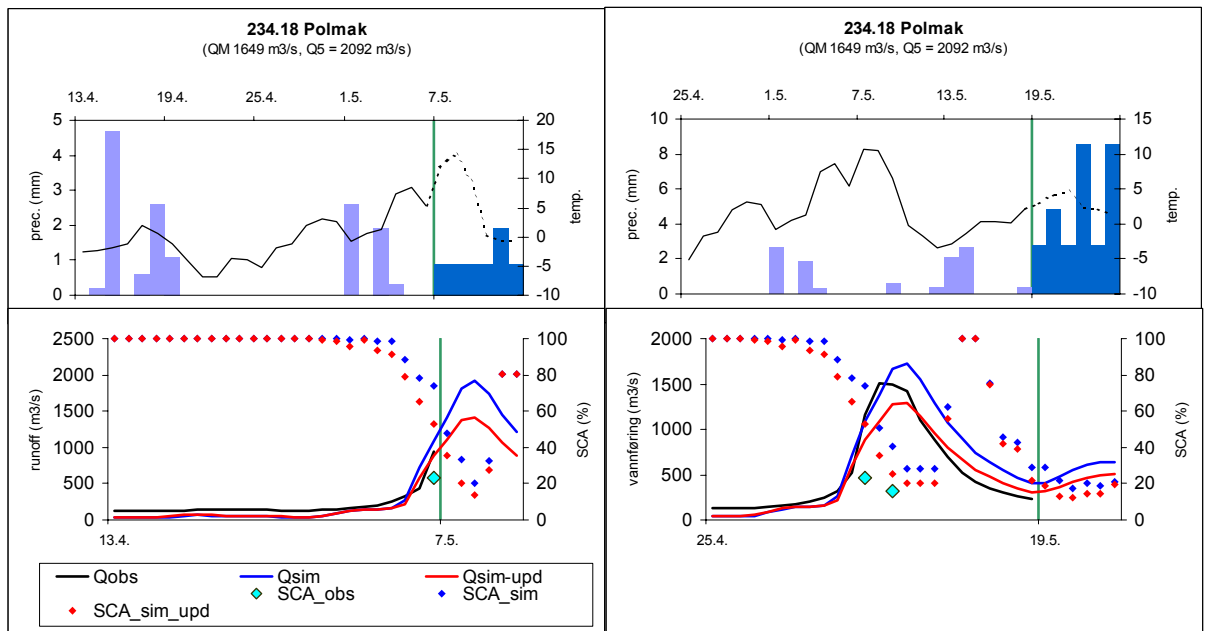 234.18 Polmak
(QM 1649 m3/s, Q5 = 2092 m3/s)
13.4. 19.4. 25.4. 1.5. 7.5.
5 4 3 2 1 0
prec. (mm)
20 15 10 5 0 -5 -10
temp.
2500 2000 1500 1000 500 0
runoff (m3/s)
100 80 60 40 20 0
SCA (%)
13.4. 7.5.
Qobs Qsim Qsim-upd
SCA_obs SCA_sim
SCA_sim_upd
234.18 Polmak
(QM 1649 m3/s, Q5 = 2092 m3/s)
25.4. 1.5. 7.5. 13.5. 19.5.
10 8 6 4 2 0
prec. (mm)
15 10 5 0 -5 -10
temp.
2000 1500 1000 500 0
vannføring (m3/s)
100 80 60 40 20 0
SCA (%)
25.4. 19.5.